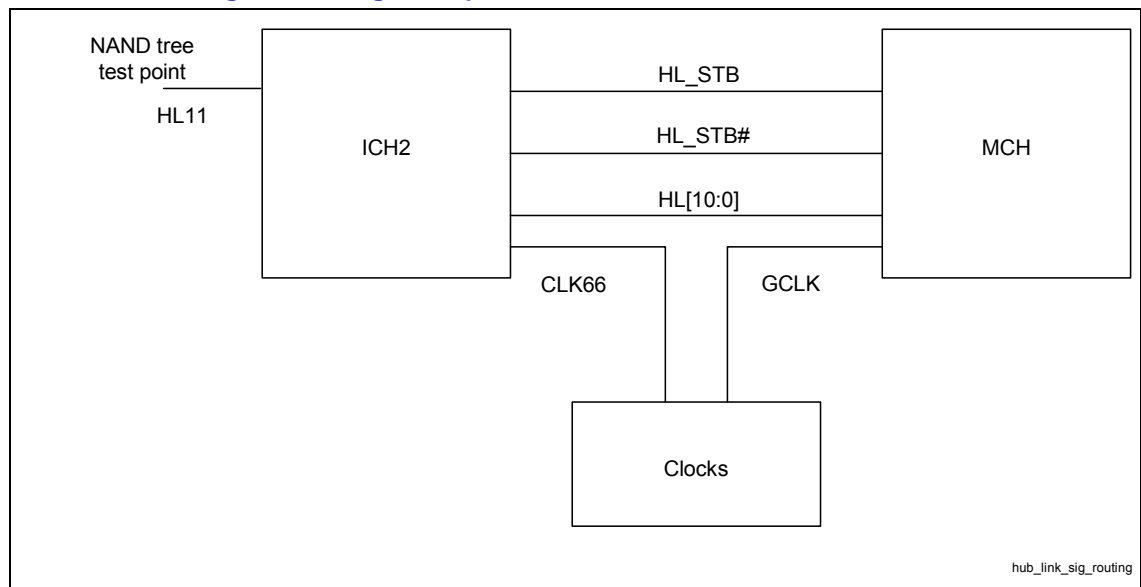 NAND tree
test point
HL11
ICH2
HL_STB
HL_STB#
HL[10:0]
MCH
CLK66
GCLK
Clocks
hub_link_sig_routing